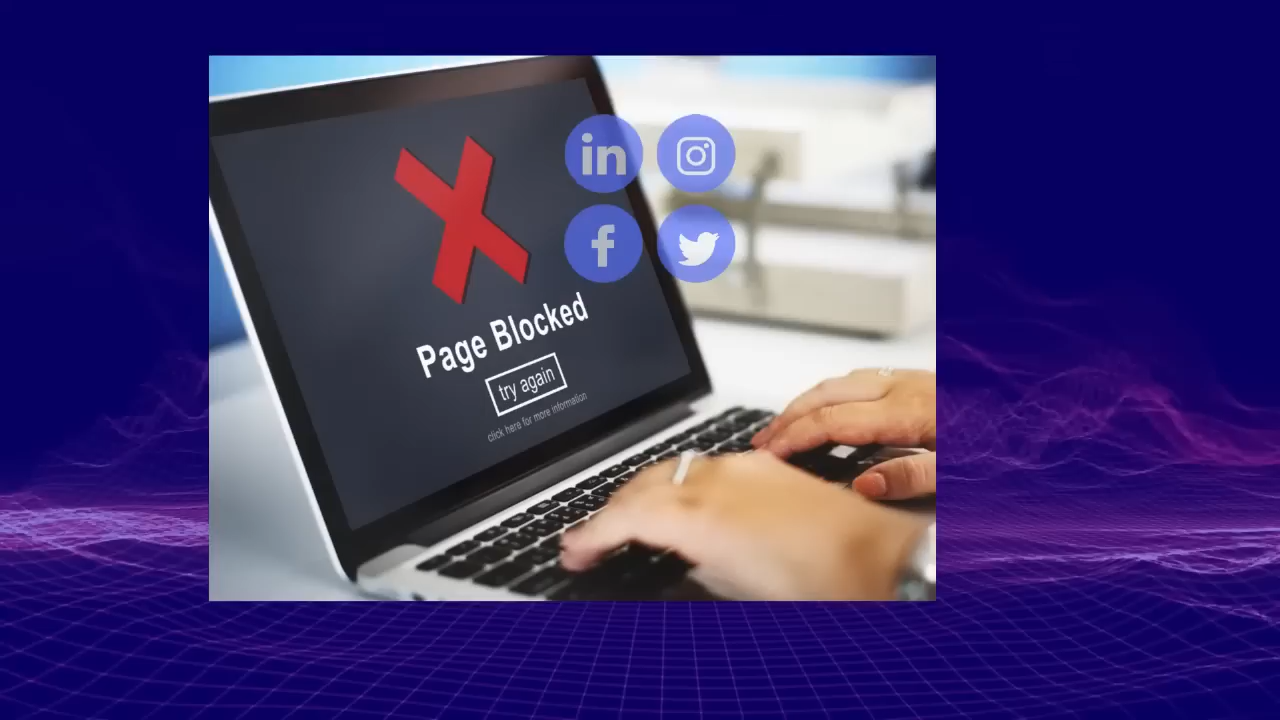 Page Blocked
try again
click here for more information
in
f